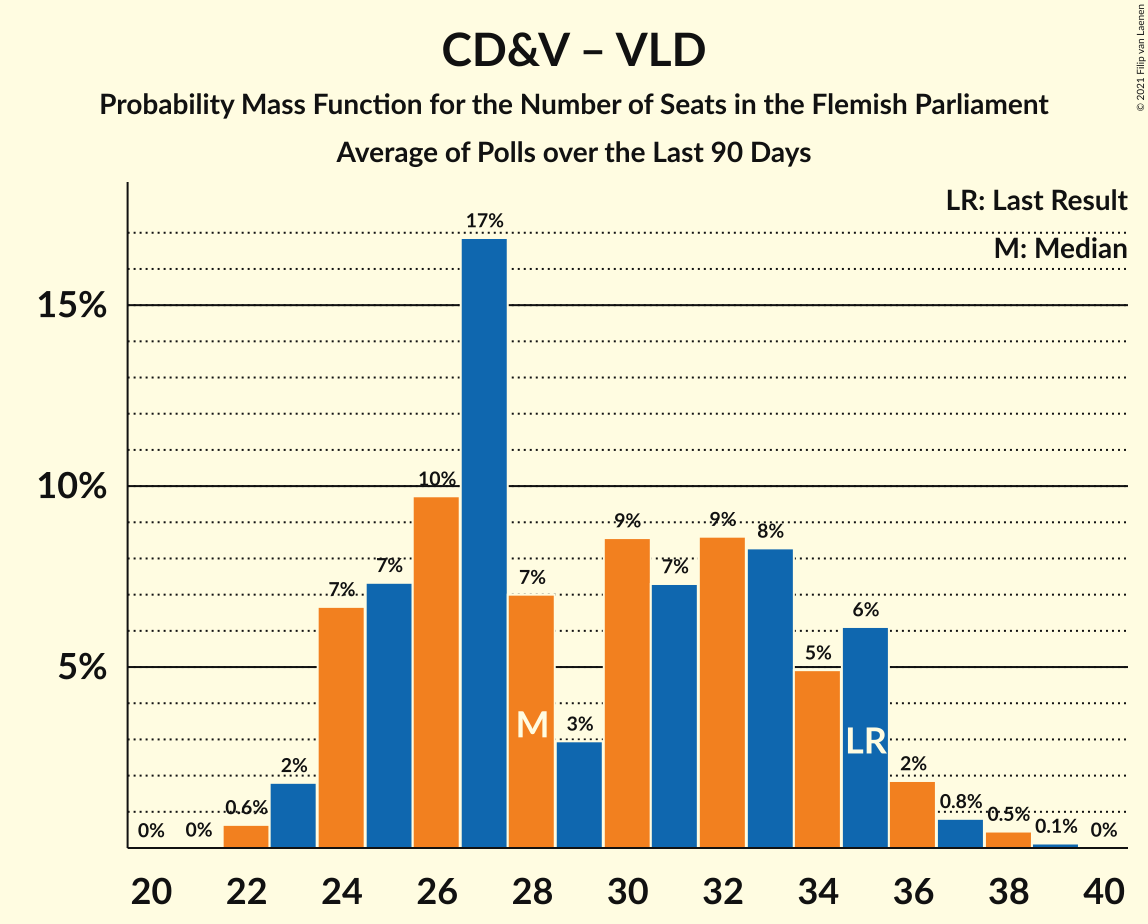 CD&V – VLD
Probability Mass Function for the Number of Seats in the Flemish Parliament
Average of Polls over the Last 90 Days
© 2021 Filip van Laenen
LR: Last Result
M: Median
15%
10%
5%
0% 0% 0.6% 2% 7% 7% 10% 17% 7% 3% 9% 7% 9% 8% 5% 6% 2% 0.8% 0.5% 0.1% 0%
M LR
20 22 24 26 28 30 32 34 36 38 40